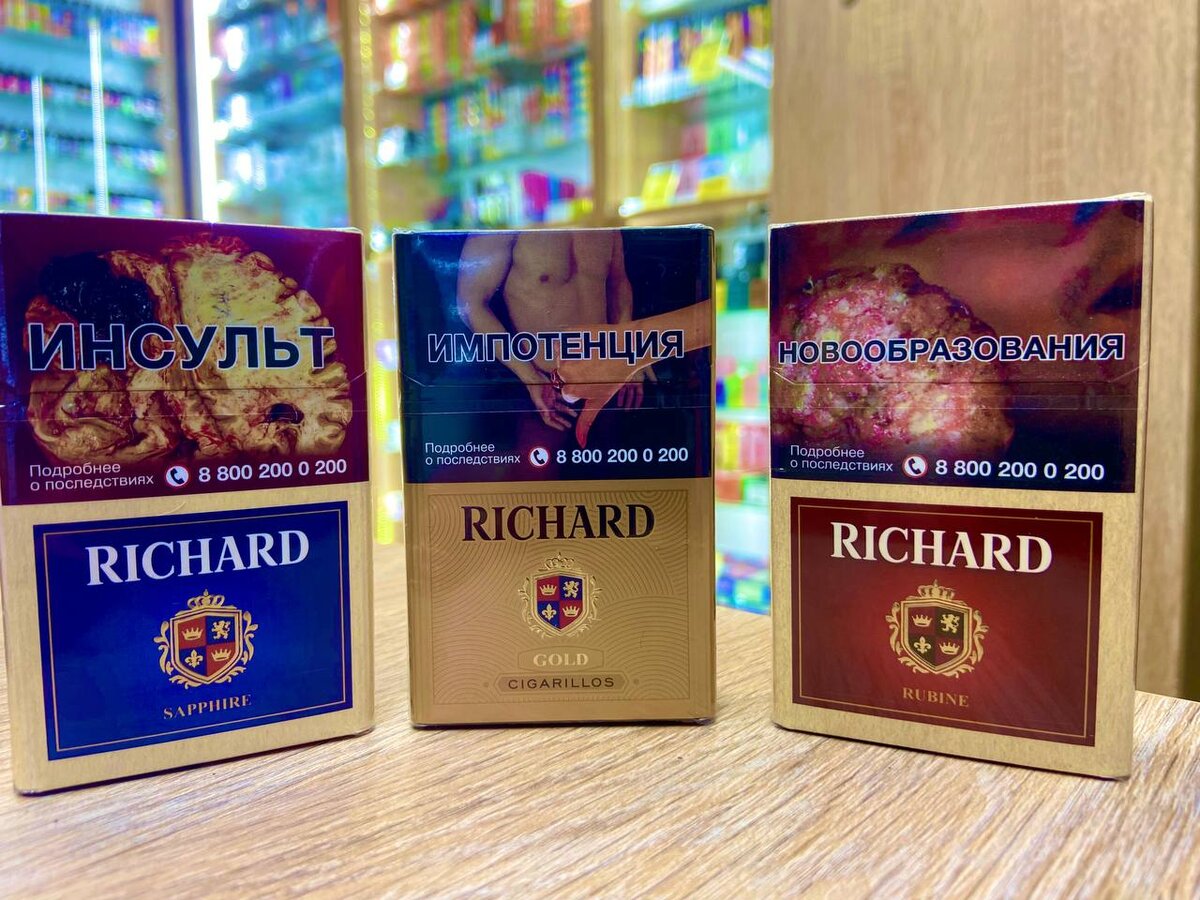 ИНСУЛЬТ
Подробнее
о последствиях
8 800 200 0 200
RICHARD
SAPPHIRE
ИМПОТЕНЦИЯ
Подробнее
о последствиях
8 800 200 0 200
RICHARD
GOLD
CIGARILLOS
НОВООБРАЗОВАНИЯ
Подробнее
о последствиях
8 800 200 0 200
RICHARD
RUBINE